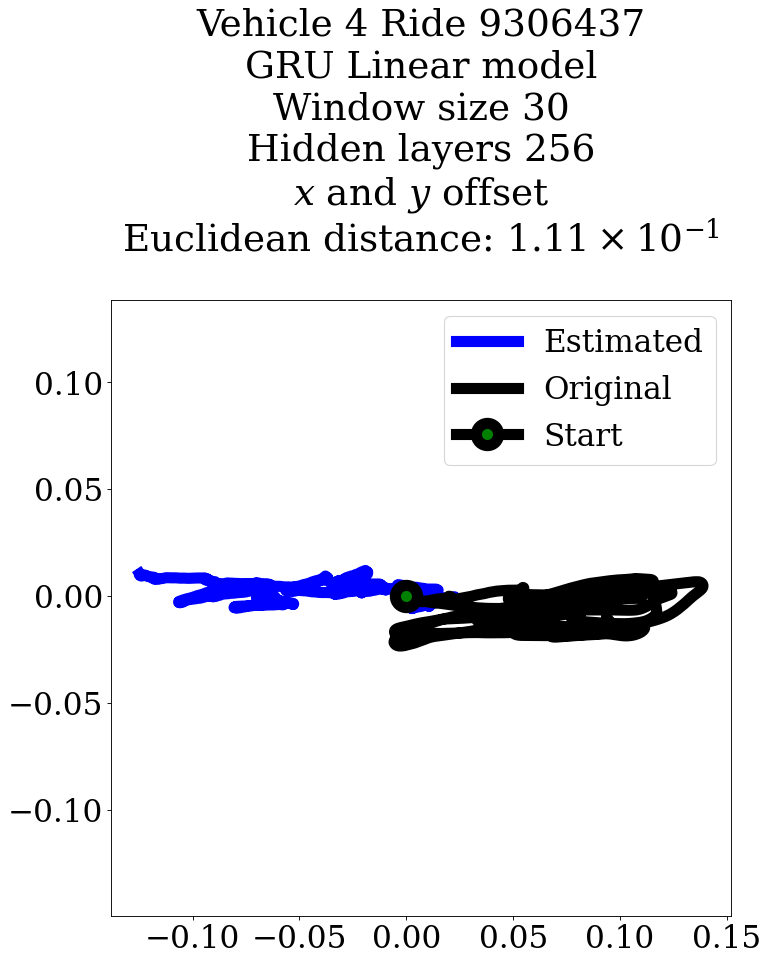 Vehicle 4 Ride 9306437
GRU Linear model
Window size 30
Hidden layers 256
x and y offset
Euclidean distance: 1.11 × 10⁻¹
Estimated
Original
Start
0.10
0.05
0.00
−0.05
−0.10
−0.10 −0.05 0.00 0.05 0.10 0.15